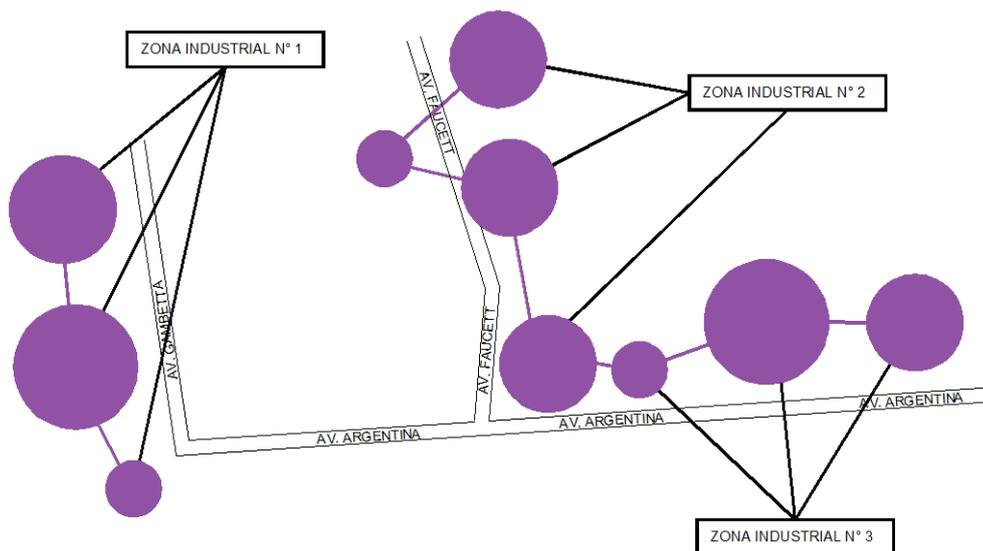 ZONA INDUSTRIAL N° 1
AV. FAUCETT
ZONA INDUSTRIAL N° 2
AV. GAMBETTA
AV. FAUCETT
AV. ARGENTINA
AV. ARGENTINA
AV. ARGENTINA
ZONA INDUSTRIAL N° 3